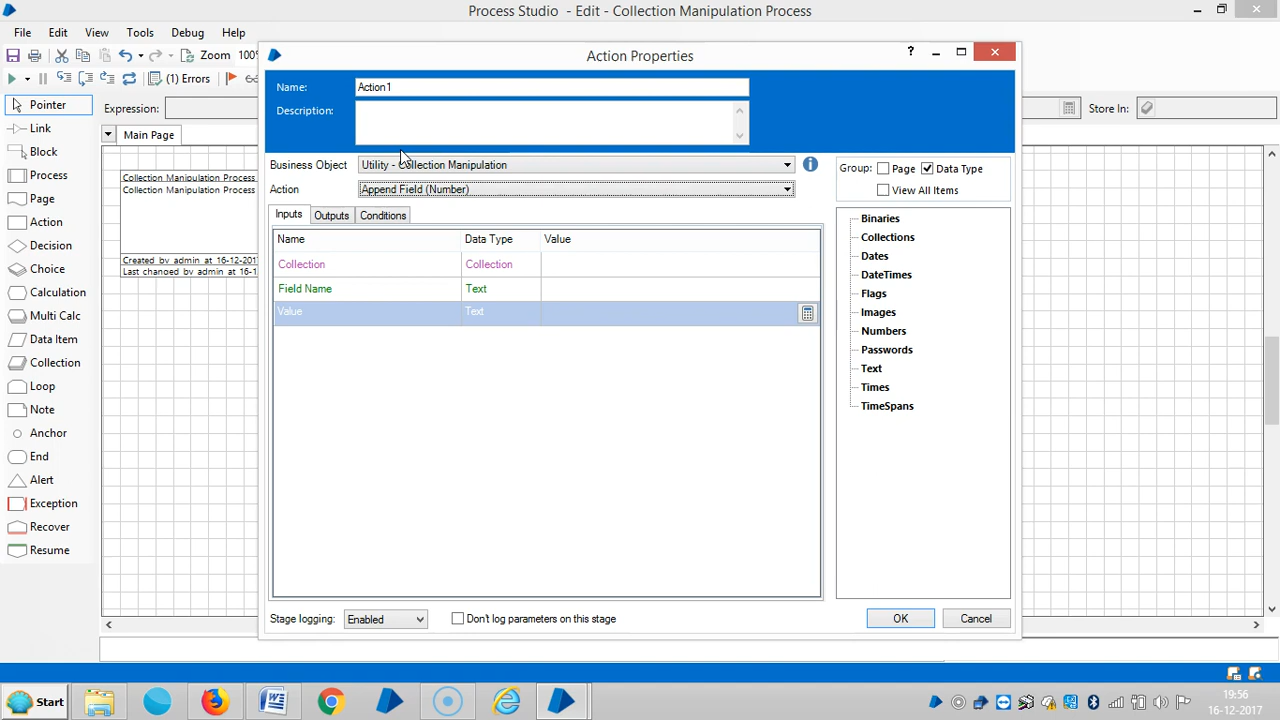 Process Studio - Edit - Collection Manipulation Process
File Edit View Tools Debug Help
Zoom 100%
(1) Errors
Expression:
Store In:
Pointer
Link
Block
Process
Page
Action
Decision
Choice
Calculation
Multi Calc
Data Item
Collection
Loop
Note
Anchor
End
Alert
Exception
Recover
Resume
Main Page
Collection Manipulation Process
Collection Manipulation Process
Created by admin at 16-12-201
Last changed by admin at 16-1
Action Properties
Name: Action1
Description:
Business Object Utility - Collection Manipulation
Action Append Field (Number)
Group: Page Data Type
View All Items
Inputs Outputs Conditions
Name Data Type Value
Collection Collection
Field Name Text
Value Text
Binaries
Collections
Dates
DateTimes
Flags
Images
Numbers
Passwords
Text
Times
TimeSpans
Stage logging: Enabled Don't log parameters on this stage
OK Cancel
Start
19:56
16-12-2017